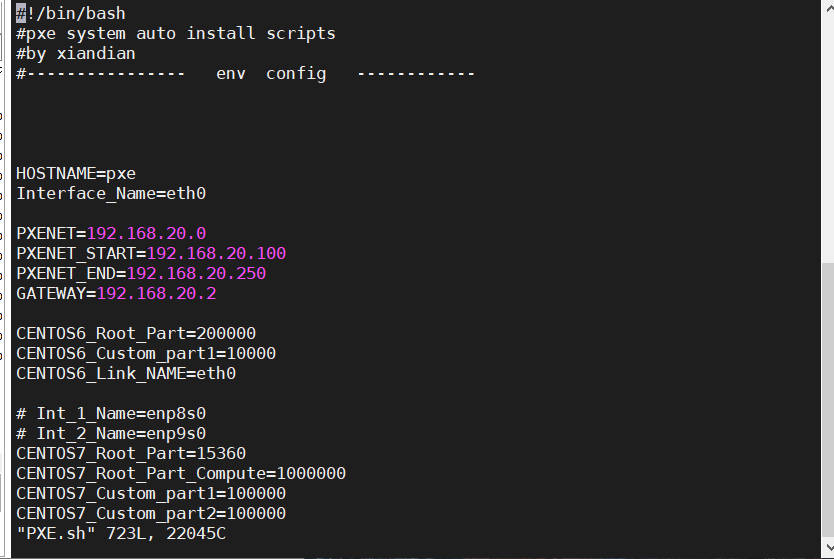 #!/bin/bash
#pxe system auto install scripts
#by xiandian
#----------------   env  config   ------------
HOSTNAME=pxe
Interface_Name=eth0
PXENET=192.168.20.0
PXENET_START=192.168.20.100
PXENET_END=192.168.20.250
GATEWAY=192.168.20.2
CENTOS6_Root_Part=200000
CENTOS6_Custom_part1=10000
CENTOS6_Link_NAME=eth0
# Int_1_Name=enp8s0
# Int_2_Name=enp9s0
CENTOS7_Root_Part=15360
CENTOS7_Root_Part_Compute=1000000
CENTOS7_Custom_part1=100000
CENTOS7_Custom_part2=100000
"PXE.sh" 723L, 22045C